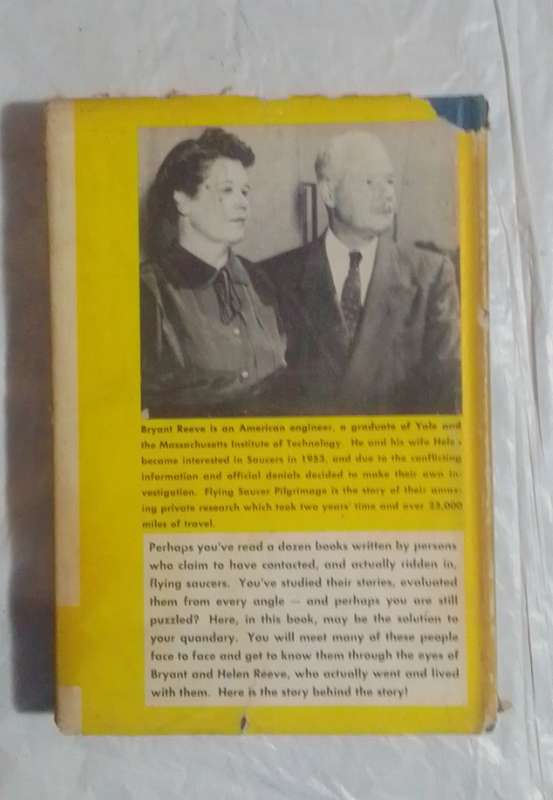 Bryant Reeve is an American engineer, a graduate of Yale and
the Massachusetts Institute of Technology. He and his wife Hele
became interested in Saucers in 1953, and due to the conflicting
information and official denials decided to make their own in-
vestigation. Flying Saucer Pilgrimage is the story of their amaz-
ing private research which took two years' time and over 23,000
miles of travel.
Perhaps you've read a dozen books written by persons
who claim to have contacted, and actually ridden in,
flying saucers. You've studied their stories, evaluated
them from every angle — and perhaps you are still
puzzled? Here, in this book, may be the solution to
your quandary. You will meet many of these people
face to face and get to know them through the eyes of
Bryant and Helen Reeve, who actually went and lived
with them. Here is the story behind the story!